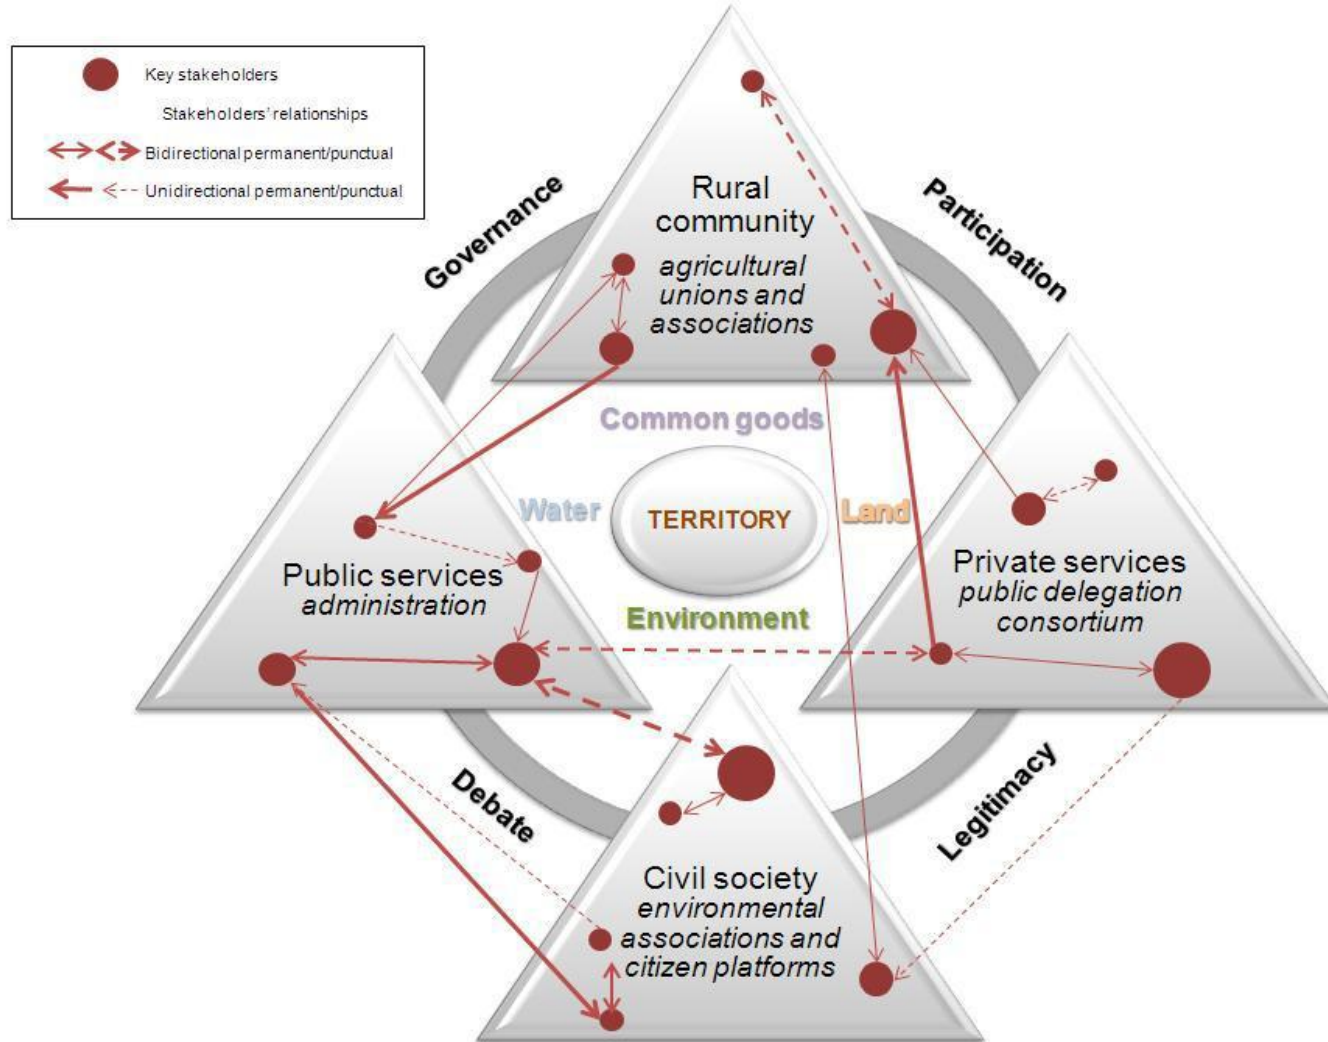 Key stakeholders
Stakeholders' relationships
Bidirectional permanent/punctual
Unidirectional permanent/punctual
Governance
Participation
Rural
community
agricultural
unions and
associations
Common goods
Water
TERRITORY
Land
Environment
Public services
administration
Private services
public delegation
consortium
Debate
Legitimacy
Civil society
environmental
associations and
citizen platforms